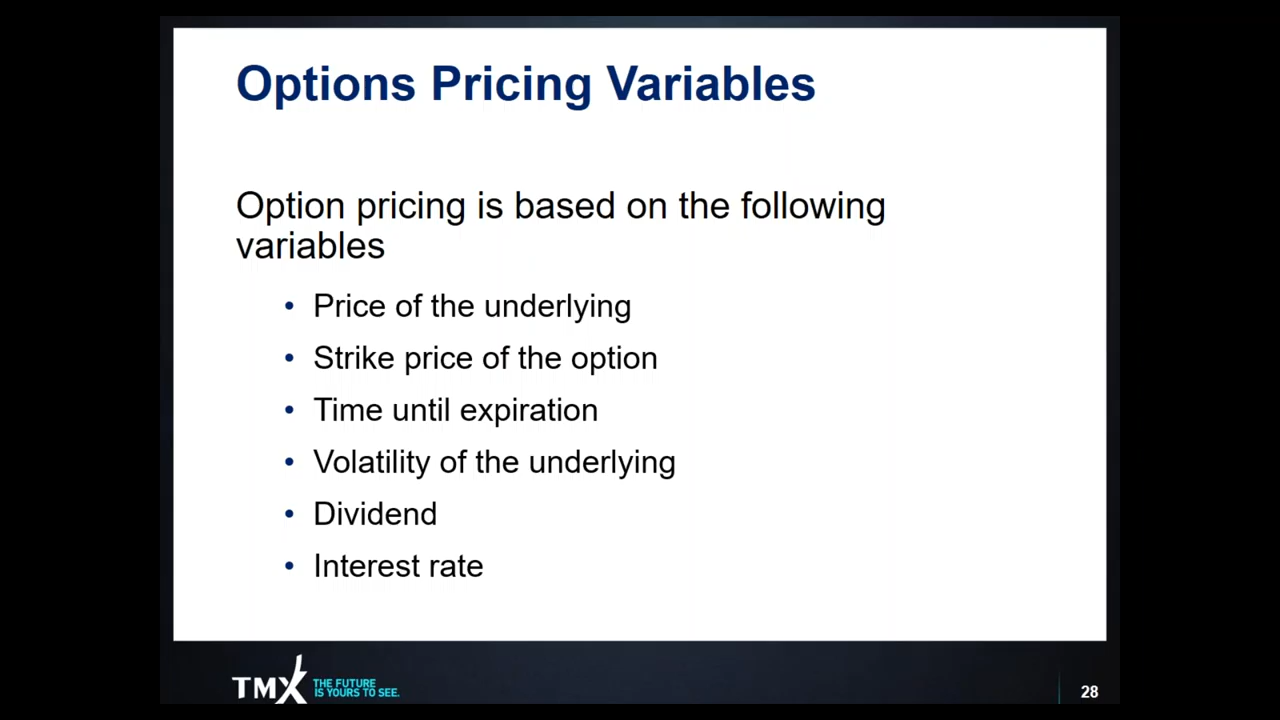 Options Pricing Variables
Option pricing is based on the following
variables
• Price of the underlying
• Strike price of the option
• Time until expiration
• Volatility of the underlying
• Dividend
• Interest rate
TMX
THE FUTURE
IS YOURS TO SEE.
28